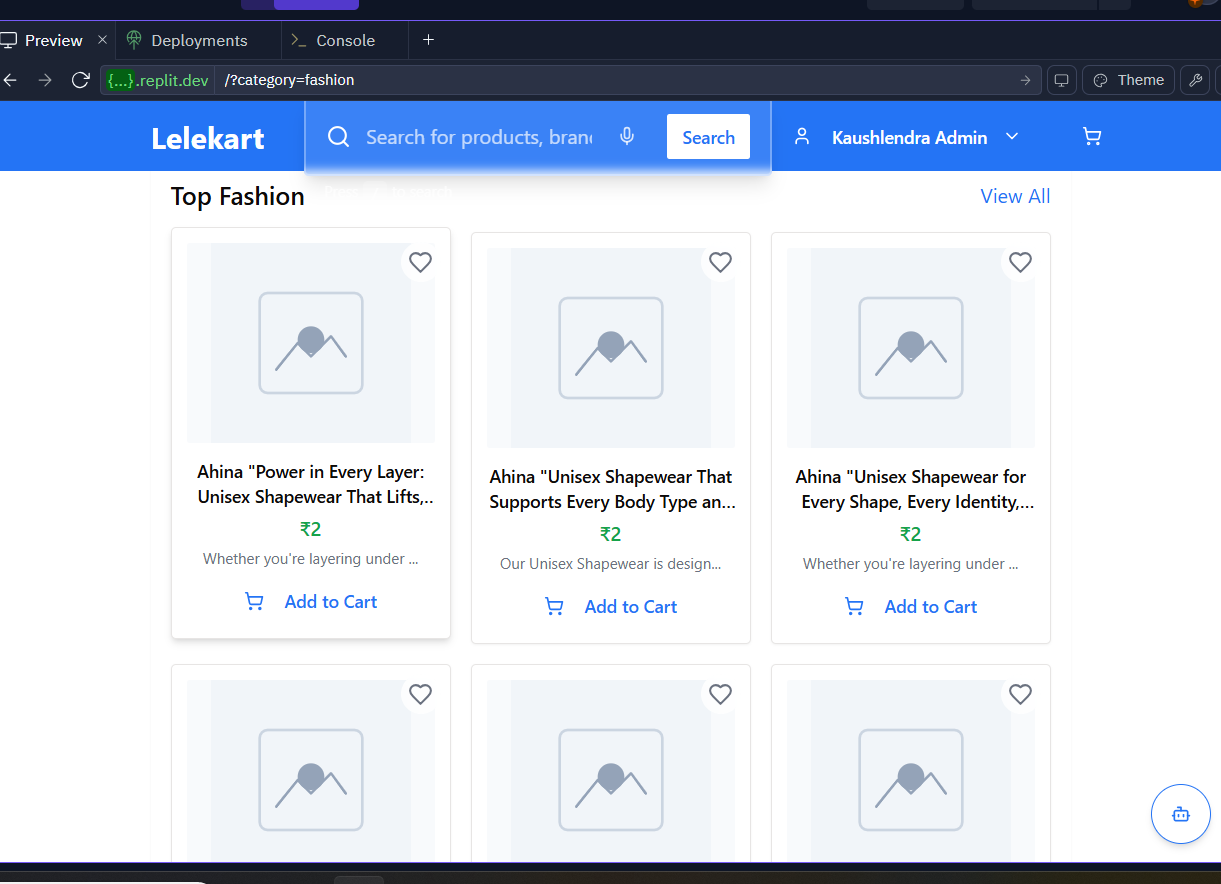 Preview
Deployments
Console
{...}.replit.dev
/?category=fashion
Theme
Lelekart
Search for products, branc
Search
Kaushlendra Admin
Top Fashion
View All
Ahina "Power in Every Layer:
Unisex Shapewear That Lifts,..
₹2
Whether you're layering under ...
Add to Cart
Ahina "Unisex Shapewear That
Supports Every Body Type an...
₹2
Our Unisex Shapewear is design...
Add to Cart
Ahina "Unisex Shapewear for
Every Shape, Every Identity,...
₹2
Whether you're layering under ...
Add to Cart